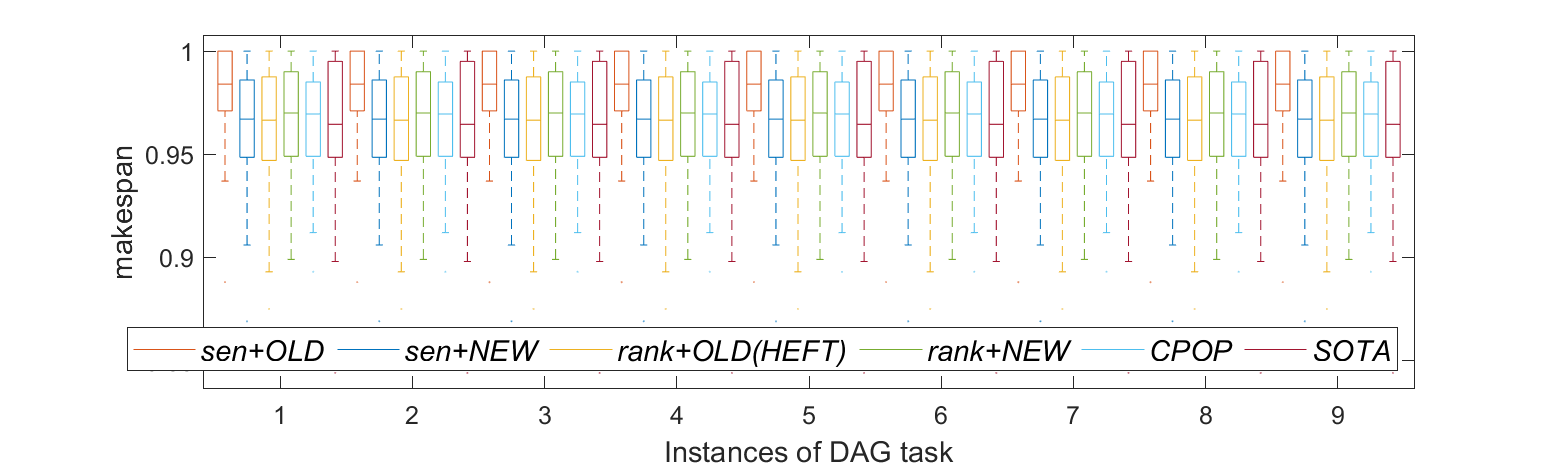 1
0.95
0.9
makespan
sen+OLD sen+NEW rank+OLD(HEFT) rank+NEW CPOP SOTA
1 2 3 4 5 6 7 8 9
Instances of DAG task